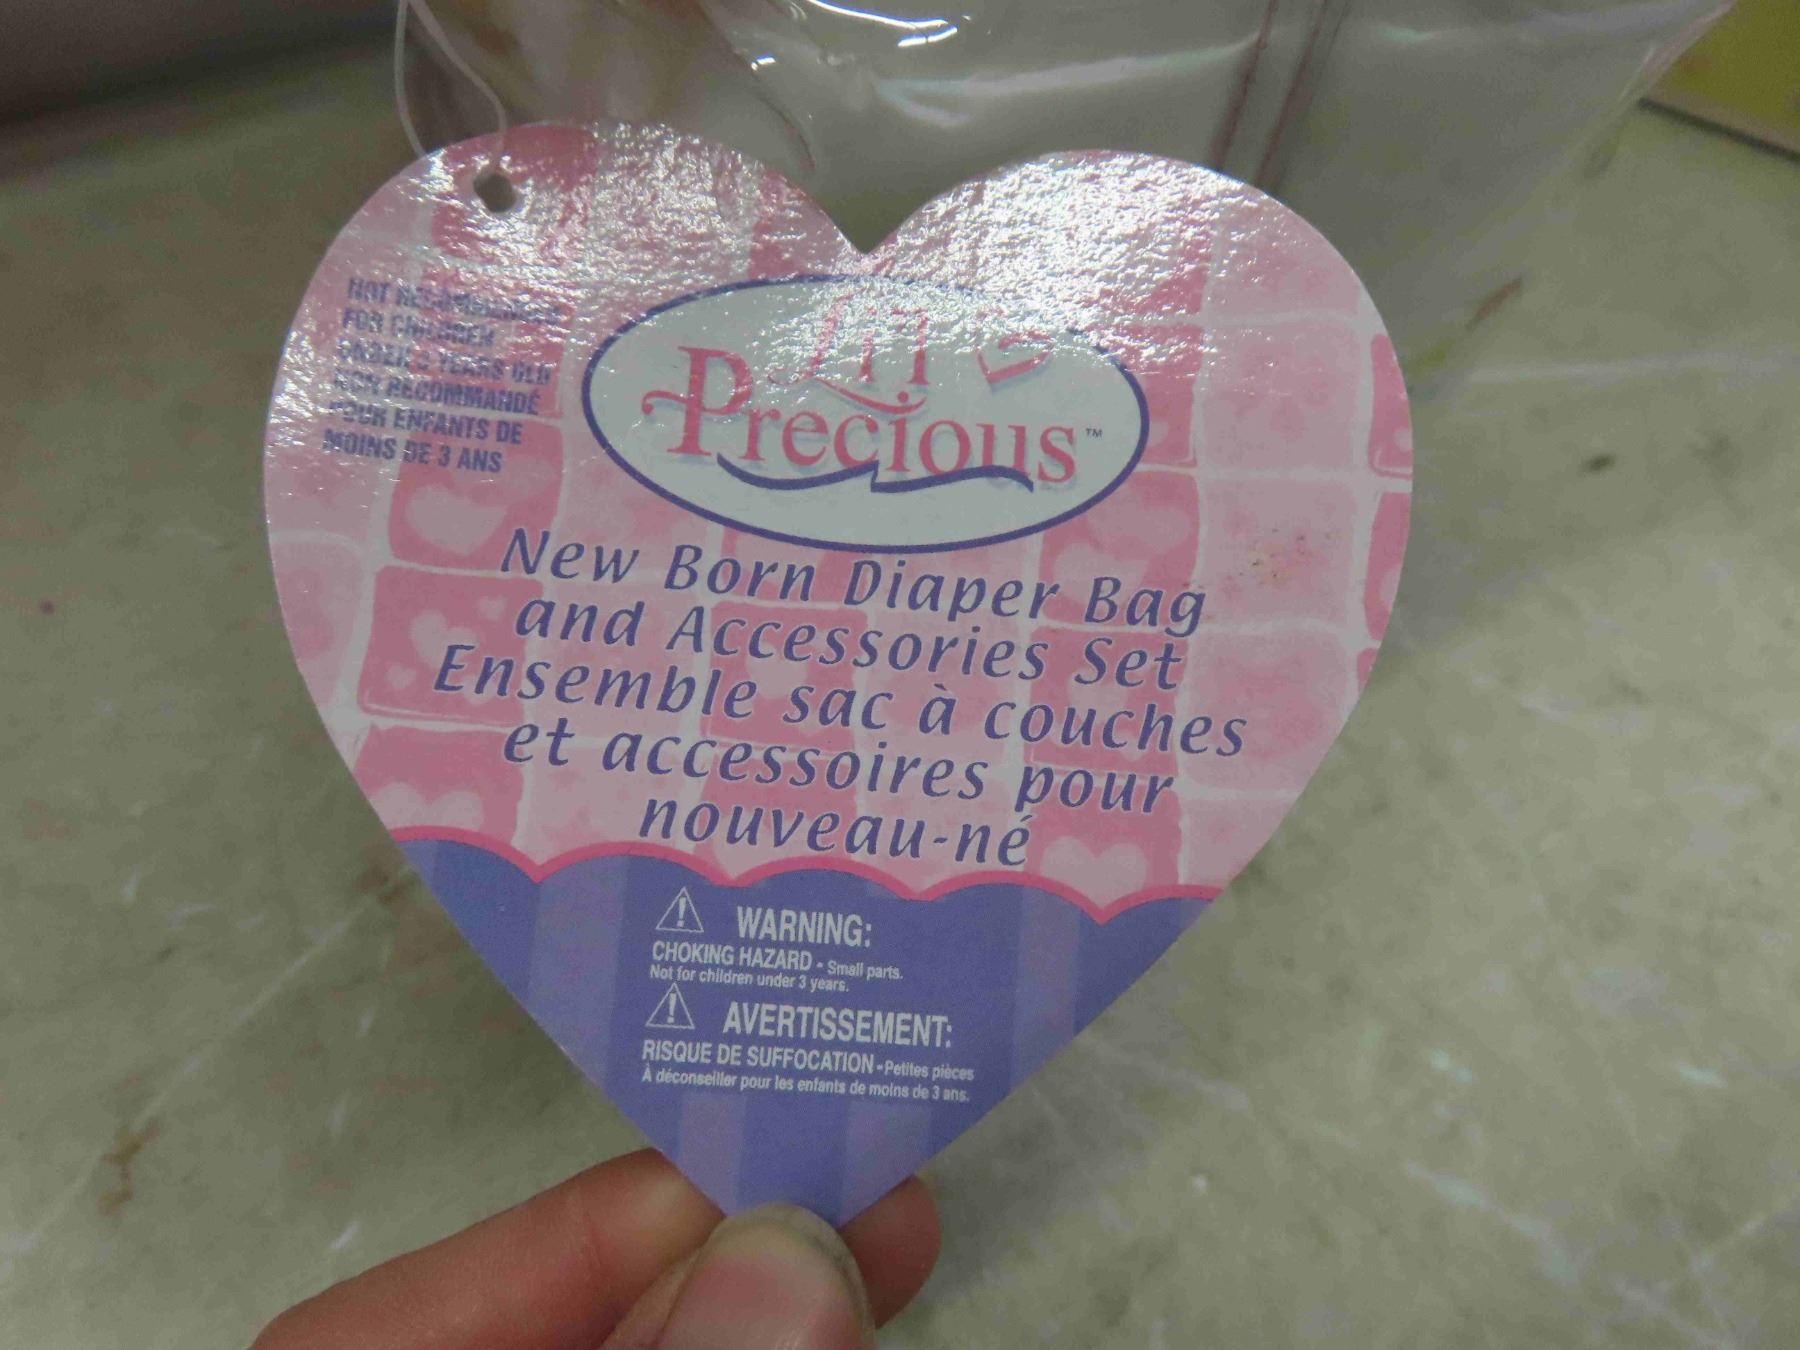 NOT RECOMMENDED
FOR CHILDREN
UNDER 3 YEARS OLD
NON RECOMMANDÉ
POUR ENFANTS DE
MOINS DE 3 ANS
Li'l
Precious™
New Born Diaper Bag
and Accessories Set
Ensemble sac à couches
et accessoires pour
nouveau-né
WARNING:
CHOKING HAZARD - Small parts.
Not for children under 3 years.
AVERTISSEMENT:
RISQUE DE SUFFOCATION - Petites pièces
À déconseiller pour les enfants de moins de 3 ans.